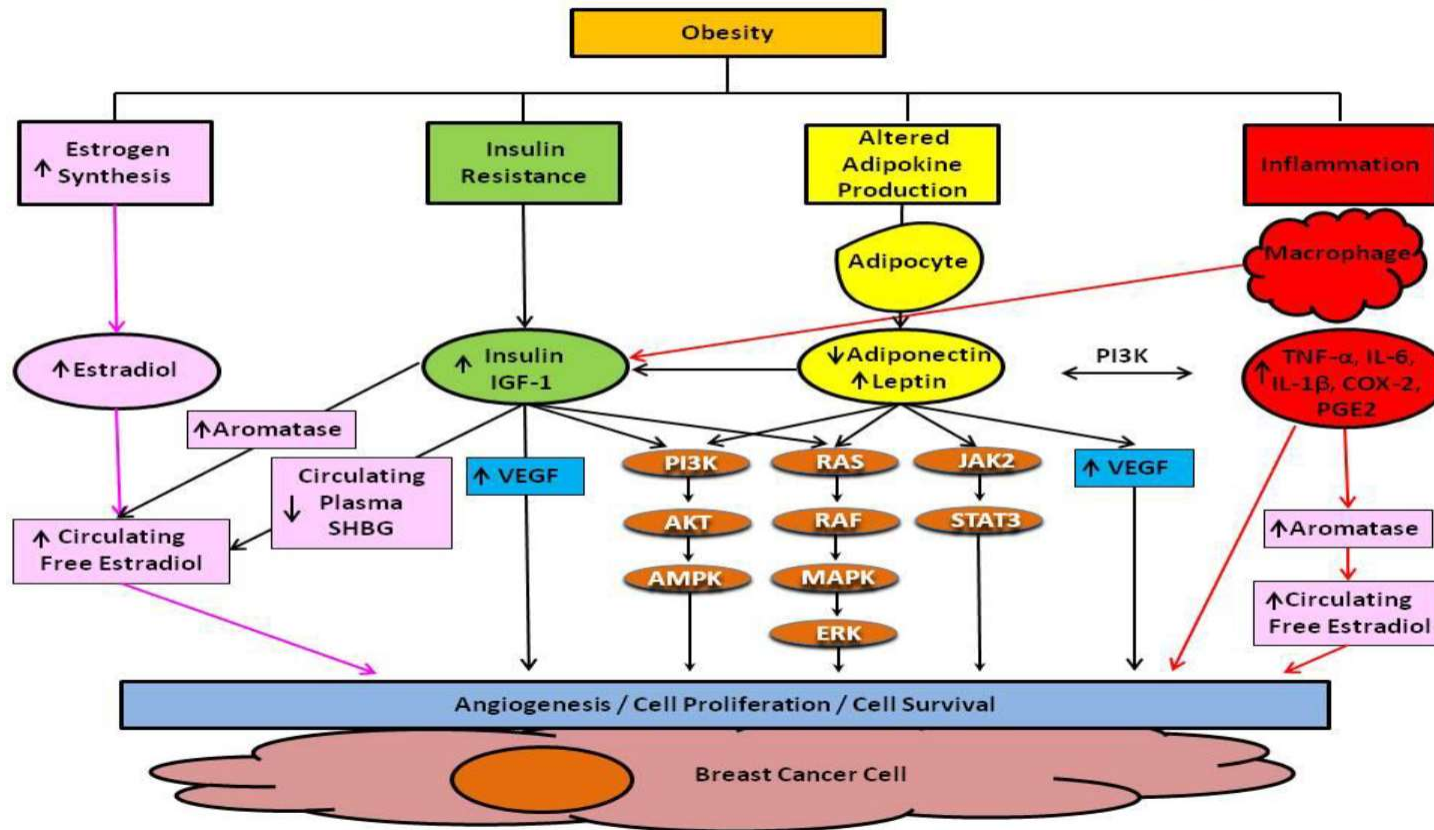 Obesity
↑ Estrogen
Synthesis
Insulin
Resistance
Altered
Adipokine
Production
Inflammation
Adipocyte
Macrophage
↑Estradiol
↑ Insulin
IGF-1
↓Adiponectin
↑Leptin
PI3K
↑ TNF-α, IL-6,
IL-1β, COX-2,
PGE2
↑Aromatase
Circulating
↓ Plasma
SHBG
↑ VEGF
PI3K
RAS
JAK2
↑ VEGF
AKT
RAF
STAT3
↑Aromatase
↑ Circulating
Free Estradiol
AMPK
MAPK
ERK
↑Circulating
Free Estradiol
Angiogenesis / Cell Proliferation / Cell Survival
Breast Cancer Cell